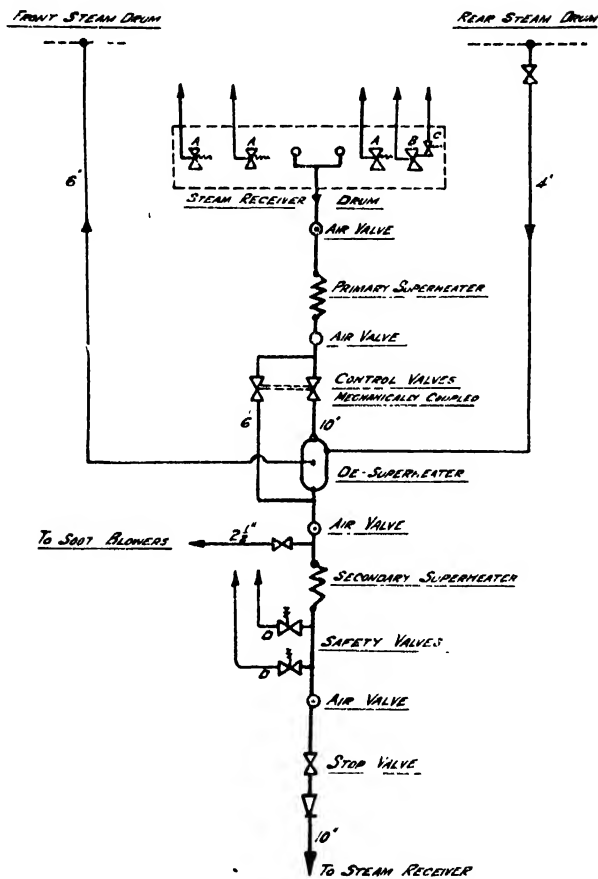 FRONT STEAM DRUM
REAR STEAM DRUM
A
A
A
B
C
6"
4"
STEAM RECEIVER DRUM
AIR VALVE
PRIMARY SUPERHEATER
AIR VALVE
CONTROL VALVES
MECHANICALLY COUPLED
6"
10"
DE-SUPERHEATER
AIR VALVE
TO SOOT BLOWERS
SECONDARY SUPERHEATER
D
SAFETY VALVES
D
AIR VALVE
STOP VALVE
10"
TO STEAM RECEIVER